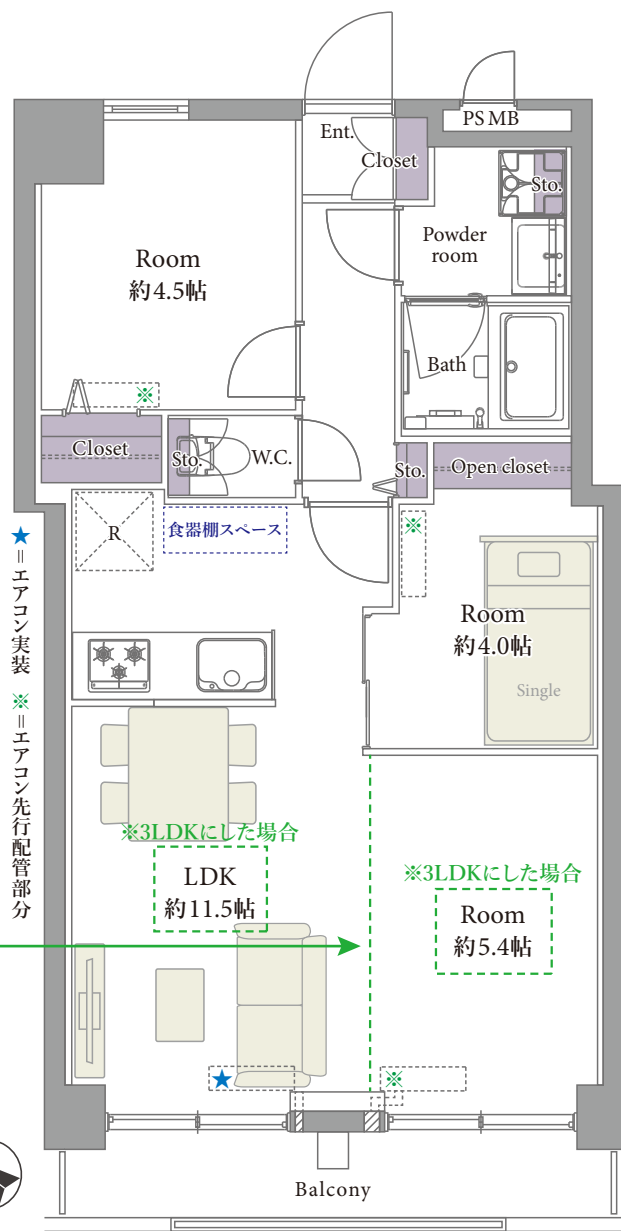 PS MB
Ent.
Closet
Sto.
Powder
room
Room
約4.5帖
Bath
※
Closet
Sto.
W.C.
Sto.
Open closet
R
食器棚スペース
※
Room
約4.0帖
Single
★=エアコン実装 ※=エアコン先行配管部分
※3LDKにした場合
LDK
約11.5帖
※3LDKにした場合
Room
約5.4帖
★
※
Balcony